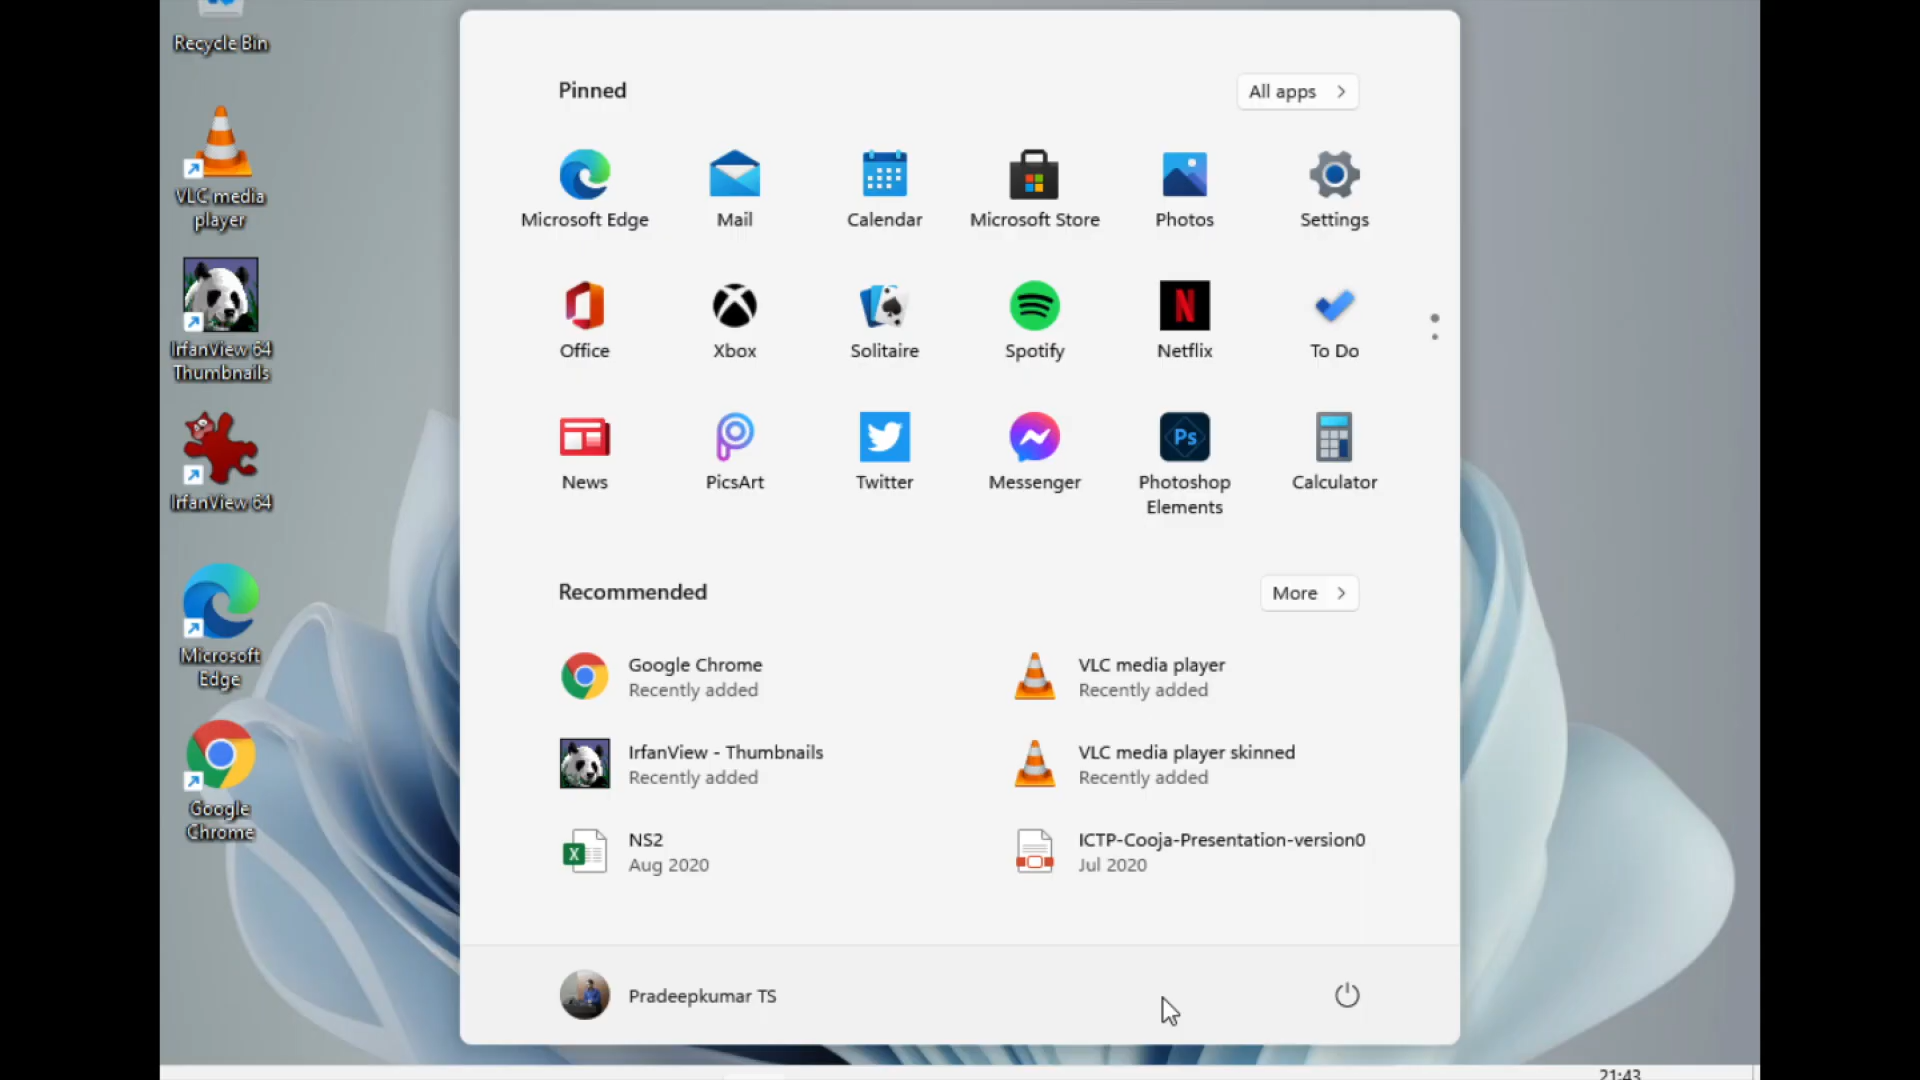 Recycle Bin
VLC media
player
IrfanView 64
Thumbnails
IrfanView 64
Microsoft
Edge
Google
Chrome
Pinned
All apps
Microsoft Edge
Mail
Calendar
Microsoft Store
Photos
Settings
Office
Xbox
Solitaire
Spotify
Netflix
To Do
News
PicsArt
Twitter
Messenger
Ps
Photoshop
Elements
Calculator
Recommended
More
Google Chrome
Recently added
VLC media player
Recently added
IrfanView - Thumbnails
Recently added
VLC media player skinned
Recently added
NS2
Aug 2020
ICTP-Cooja-Presentation-version0
Jul 2020
Pradeepkumar TS
21:43